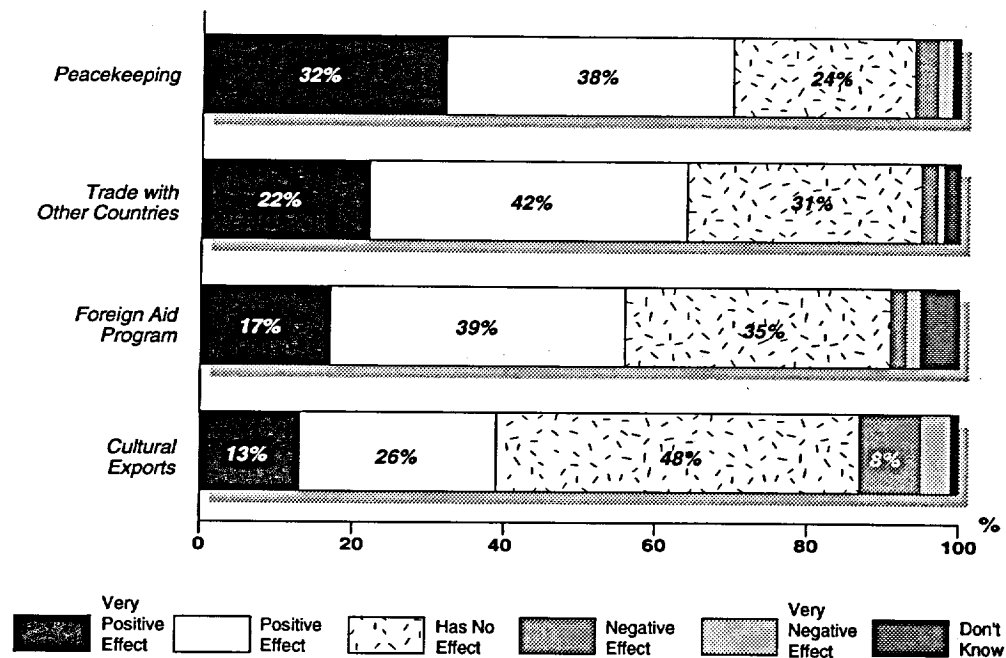 Peacekeeping
32%
38%
24%
Trade with
Other Countries
22%
42%
31%
Foreign Aid
Program
17%
39%
35%
Cultural
Exports
13%
26%
48%
8%
0
20
40
60
80
100
%
Very
Positive
Effect
Positive
Effect
Has No
Effect
Negative
Effect
Very
Negative
Effect
Don't
Know